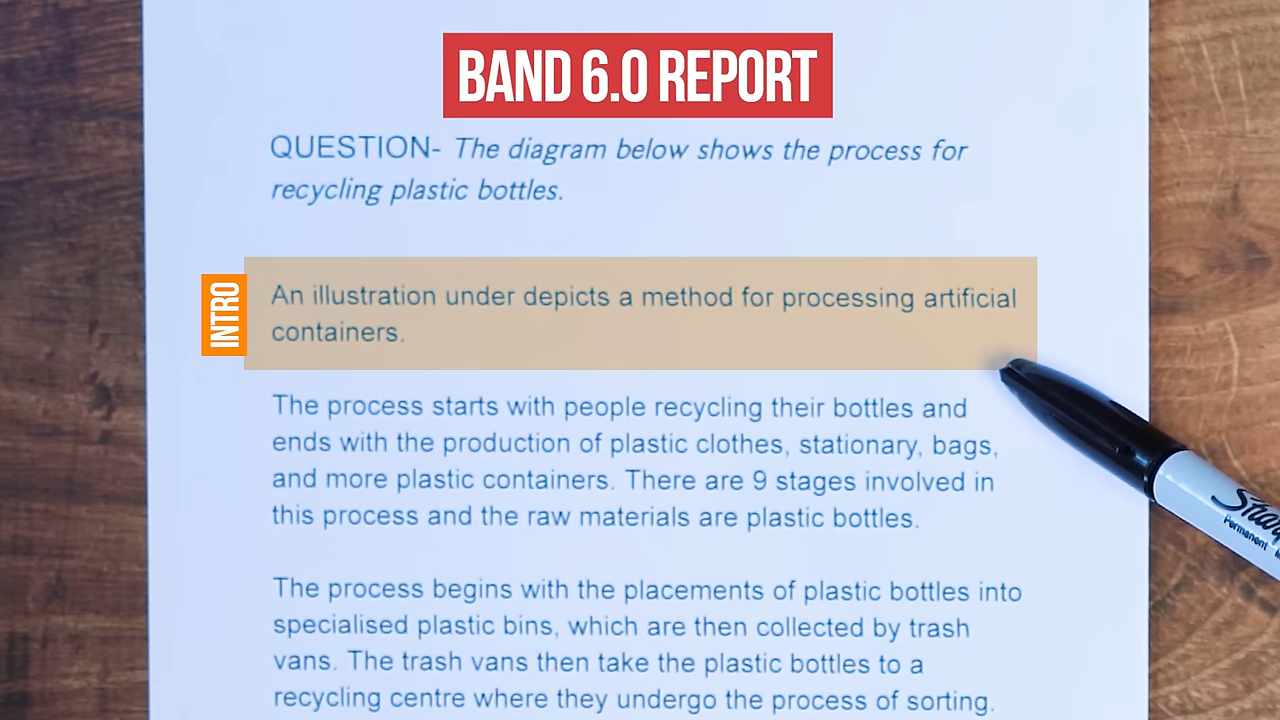 BAND 6.0 REPORT
QUESTION- The diagram below shows the process for
recycling plastic bottles.
INTRO
An illustration under depicts a method for processing artificial
containers.
The process starts with people recycling their bottles and
ends with the production of plastic clothes, stationary, bags,
and more plastic containers. There are 9 stages involved in
this process and the raw materials are plastic bottles.
The process begins with the placements of plastic bottles into
specialised plastic bins, which are then collected by trash
vans. The trash vans then take the plastic bottles to a
recycling centre where they undergo the process of sorting.
Permanent